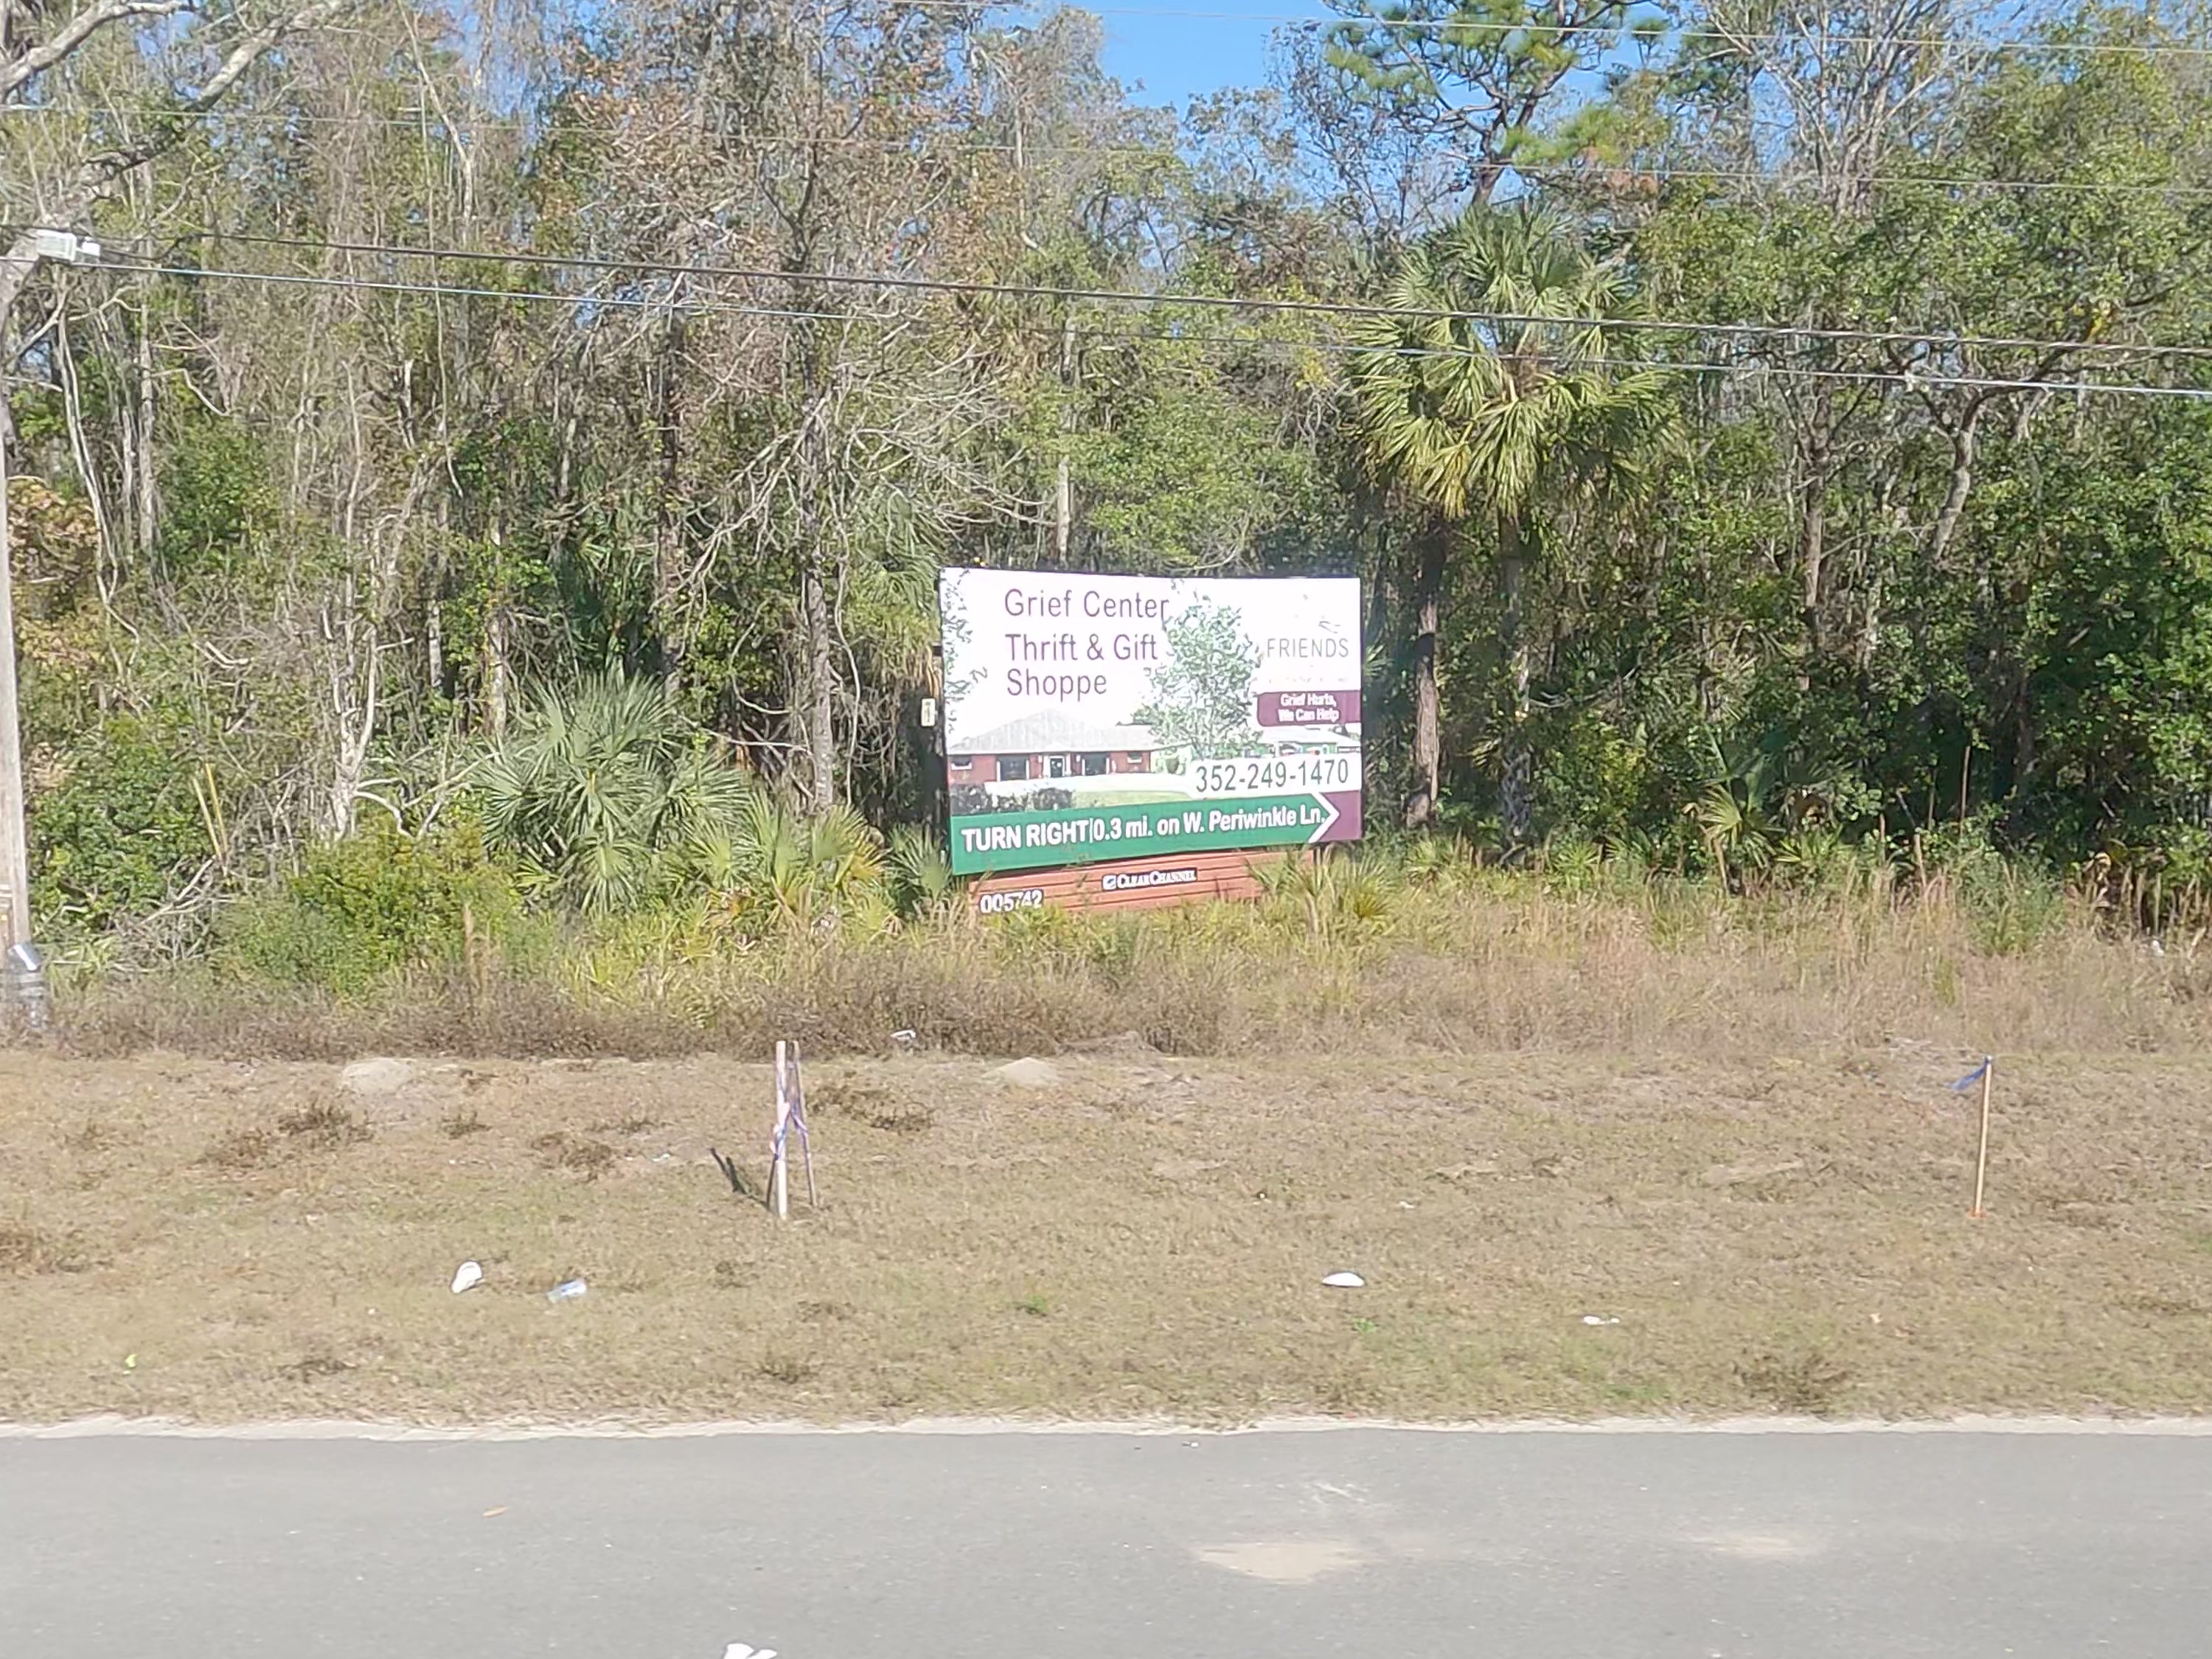 Grief Center
Thrift & Gift
Shoppe
FRIENDS
Grief Hurts,
We Can Help
352-249-1470
TURN RIGHT|0.3 mi. on W. Periwinkle Ln.
CLEAR CHANNEL
005742